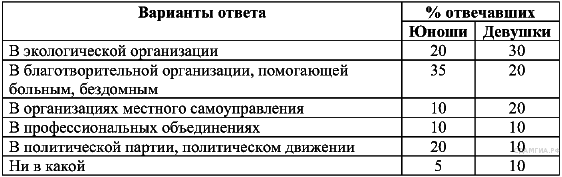 Варианты ответа % отвечавших
Юноши Девушки
В экологической организации 20 30
В благотворительной организации, помогающей 35 20
больным, бездомным
В организациях местного самоуправления 10 20
В профессиональных объединениях 10 10
В политической партии, политическом движении 20 10
Ни в какой 5 10